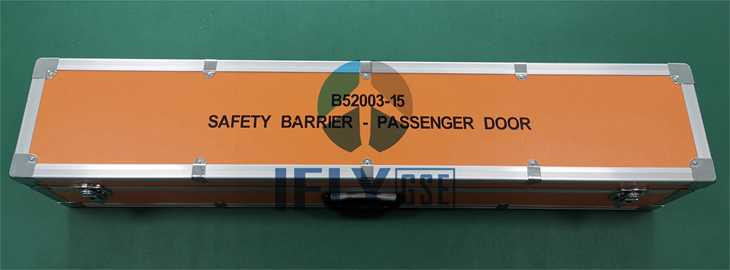 B52003-15
SAFETY BARRIER - PASSENGER DOOR
IFLY GSE